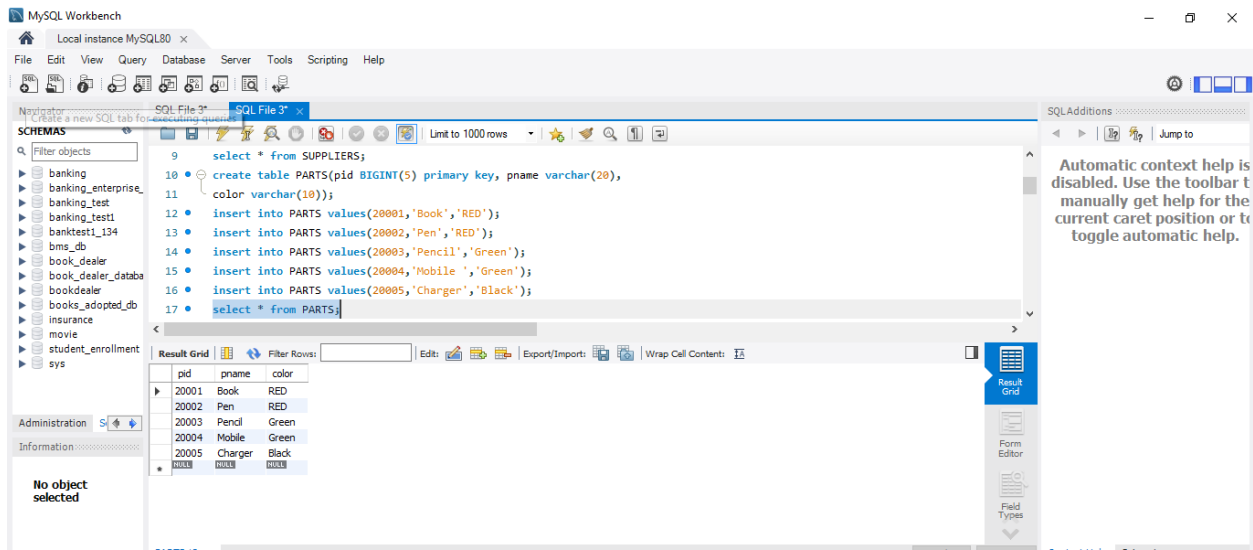 MySQL Workbench
Local instance MySQL80
File Edit View Query Database Server Tools Scripting Help
Navigator
Create a new SQL tab for executing queries
SCHEMAS
Filter objects
banking
banking_enterprise_
banking_test
banking_test1
banktest1_134
bms_db
book_dealer
book_dealer_databa
bookdealer
books_adopted_db
insurance
movie
student_enrollment
sys
Administration
Information
No object
selected
SQL File 3* SQL File 3*
Limit to 1000 rows
9 select * from SUPPLIERS;
10 create table PARTS(pid BIGINT(5) primary key, pname varchar(20),
11 color varchar(10));
12 insert into PARTS values(20001,'Book','RED');
13 insert into PARTS values(20002,'Pen','RED');
14 insert into PARTS values(20003,'Pencil','Green');
15 insert into PARTS values(20004,'Mobile ','Green');
16 insert into PARTS values(20005,'Charger','Black');
17 select * from PARTS;
Result Grid Filter Rows: Edit: Export/Import: Wrap Cell Content:
pid pname color
20001 Book RED
20002 Pen RED
20003 Pencil Green
20004 Mobile Green
20005 Charger Black
NULL NULL NULL
Result
Grid
Form
Editor
Field
Types
SQLAdditions
Jump to
Automatic context help is
disabled. Use the toolbar t
manually get help for the
current caret position or to
toggle automatic help.